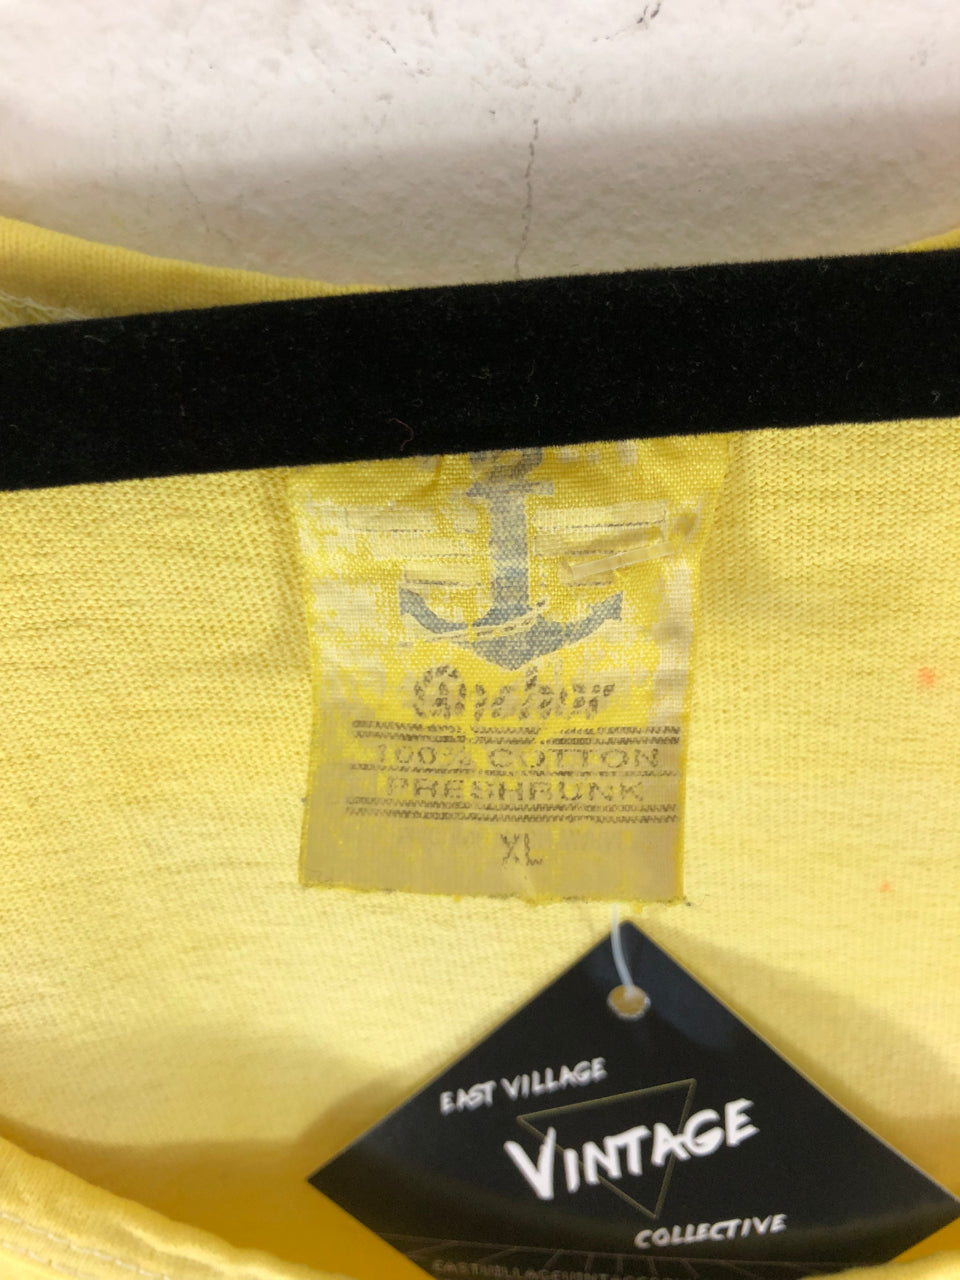 Anchor
100% COTTON
PRESHRUNK
XL
EAST VILLAGE
VINTAGE
COLLECTIVE